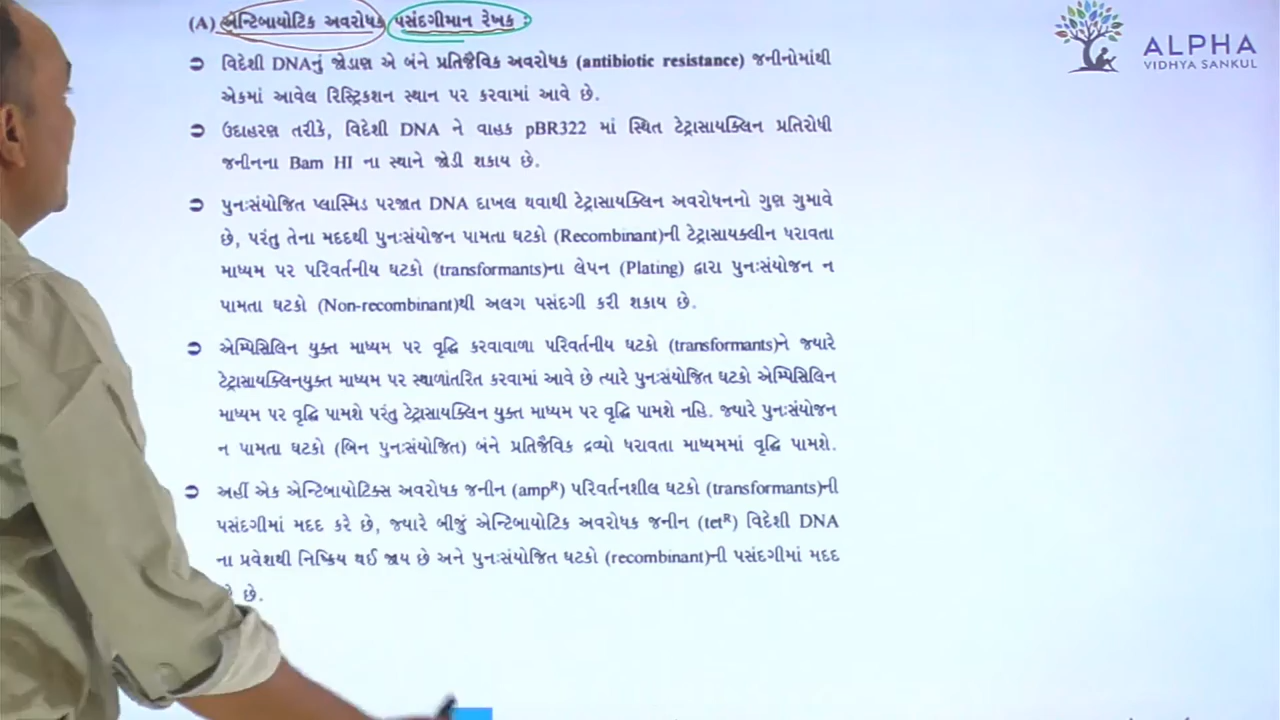 (A) એન્ટિબાયોટિક અવરોધક પસંદગીમાન રેખક :
ALPHA
VIDHYA SANKUL
➲ વિદેશી DNAનું જોડાણ એ બંને પ્રતિજૈવિક અવરોધક (antibiotic resistance) જનીનોમાંથી
એકમાં આવેલ રિસ્ટ્રિક્શન સ્થાન પર કરવામાં આવે છે.
➲ ઉદાહરણ તરીકે, વિદેશી DNA ને વાહક pBR322 માં સ્થિત ટેટ્રાસાયક્લિન પ્રતિરોધી
જનીનના Bam HI ના સ્થાને જોડી શકાય છે.
➲ પુનઃસંયોજિત પ્લાસ્મિડ પરજાત DNA દાખલ થવાથી ટેટ્રાસાયક્લિન અવરોધનનો ગુણ ગુમાવે
છે, પરંતુ તેના મદદથી પુનઃસંયોજન પામતા ઘટકો (Recombinant)ની ટેટ્રાસાયક્લીન ધરાવતા
માધ્યમ પર પરિવર્તનીય ઘટકો (transformants)ના લેપન (Plating) દ્વારા પુનઃસંયોજન ન
પામતા ઘટકો (Non-recombinant)થી અલગ પસંદગી કરી શકાય છે.
➲ એમ્પિસિલિન યુક્ત માધ્યમ પર વૃદ્ધિ કરવાવાળા પરિવર્તનીય ઘટકો (transformants)ને જ્યારે
ટેટ્રાસાયક્લિનયુક્ત માધ્યમ પર સ્થાળાંતરિત કરવામાં આવે છે ત્યારે પુનઃસંયોજિત ઘટકો એમ્પિસિલિન
માધ્યમ પર વૃદ્ધિ પામશે પરંતુ ટેટ્રાસાયક્લિન યુક્ત માધ્યમ પર વૃદ્ધિ પામશે નહિ. જ્યારે પુનઃસંયોજન
ન પામતા ઘટકો (બિન પુનઃસંયોજિત) બંને પ્રતિજૈવિક દ્રવ્યો ધરાવતા માધ્યમમાં વૃદ્ધિ પામશે.
➲ અહીં એક એન્ટિબાયોટિક્સ અવરોધક જનીન (ampᴿ) પરિવર્તનશીલ ઘટકો (transformants)ની
પસંદગીમાં મદદ કરે છે, જ્યારે બીજું એન્ટિબાયોટિક અવરોધક જનીન (tetᴿ) વિદેશી DNA
ના પ્રવેશથી નિષ્ક્રિય થઈ જાય છે અને પુનઃસંયોજિત ઘટકો (recombinant)ની પસંદગીમાં મદદ
છે.